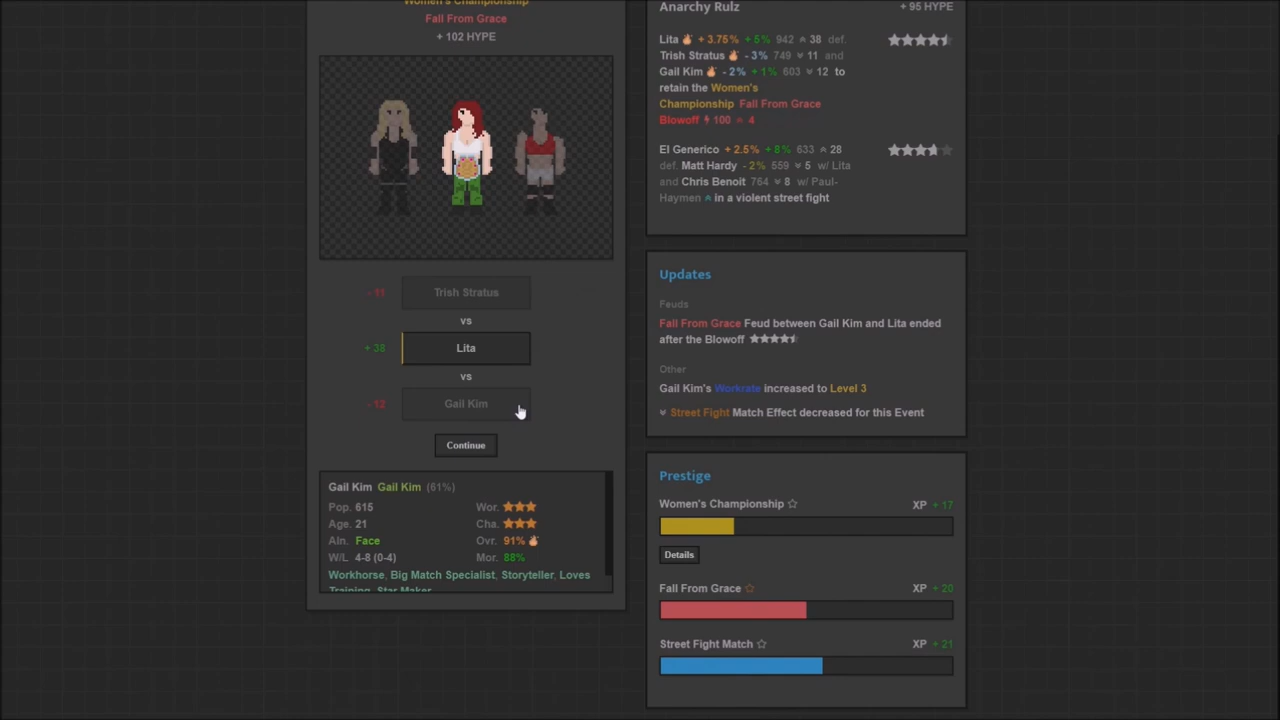 Women's Championship
Fall From Grace
+ 102 HYPE
- 11 Trish Stratus
vs
+ 38 Lita
vs
- 12 Gail Kim
Continue
Gail Kim Gail Kim (61%)
Pop. 615 Wor.
Age. 21 Cha.
Aln. Face Ovr. 91%
W/L 4-8 (0-4) Mor. 88%
Workhorse, Big Match Specialist, Storyteller, Loves
Training, Star Maker
Anarchy Rulz + 95 HYPE
Lita + 3.75% + 5% 942 38 def.
Trish Stratus - 3% 749 11 and
Gail Kim - 2% + 1% 603 12 to
retain the Women's
Championship Fall From Grace
Blowoff 100 4
El Generico + 2.5% + 8% 633 28
def. Matt Hardy - 2% 559 5 w/ Lita
and Chris Benoit 764 8 w/ Paul-
Haymen in a violent street fight
Updates
Feuds
Fall From Grace Feud between Gail Kim and Lita ended
after the Blowoff
Other
Gail Kim's Workrate increased to Level 3
Street Fight Match Effect decreased for this Event
Prestige
Women's Championship XP + 17
Details
Fall From Grace XP + 20
Street Fight Match XP + 21